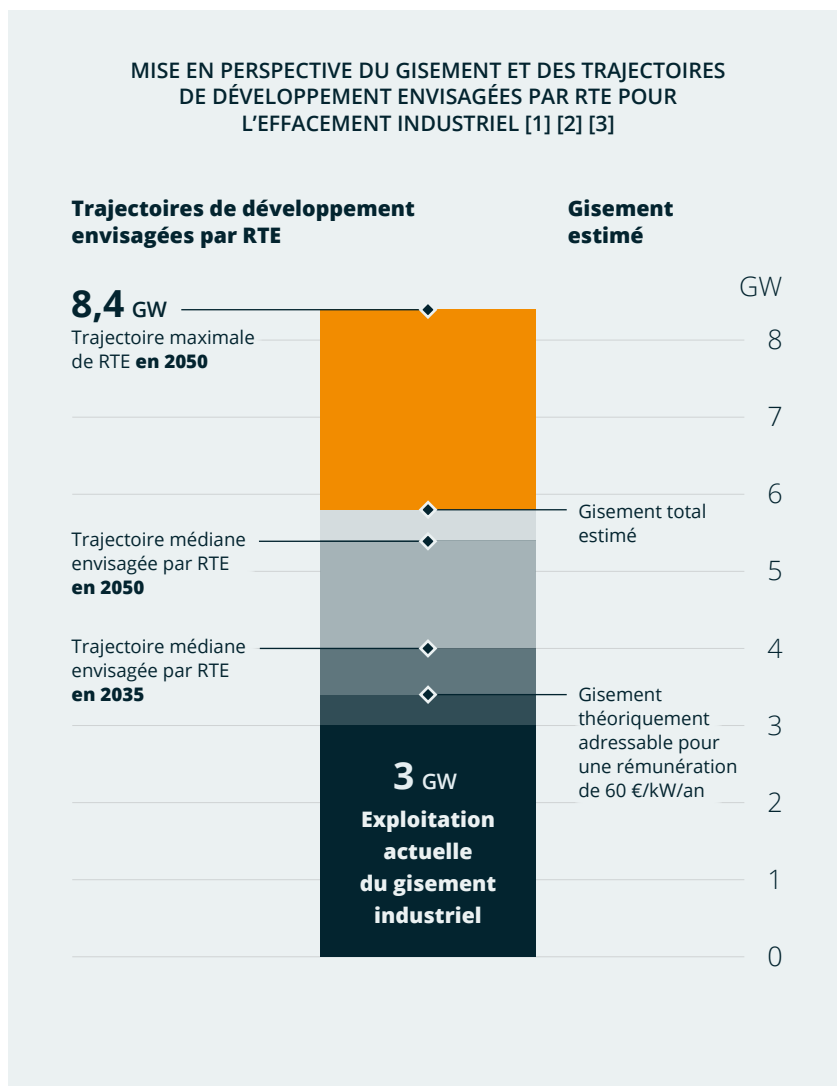 MISE EN PERSPECTIVE DU GISEMENT ET DES TRAJECTOIRES
DE DÉVELOPPEMENT ENVISAGÉES PAR RTE POUR
L’EFFACEMENT INDUSTRIEL [1] [2] [3]
Trajectoires de développement
envisagées par RTE
Gisement
estimé
GW
8,4 GW
Trajectoire maximale
de RTE en 2050
8
7
6
Gisement total
estimé
Trajectoire médiane
envisagée par RTE
en 2050
5
Trajectoire médiane
envisagée par RTE
en 2035
4
Gisement
théoriquement
adressable pour
une rémunération
de 60 €/kW/an
3
3 GW
Exploitation
actuelle
du gisement
industriel
2
1
0